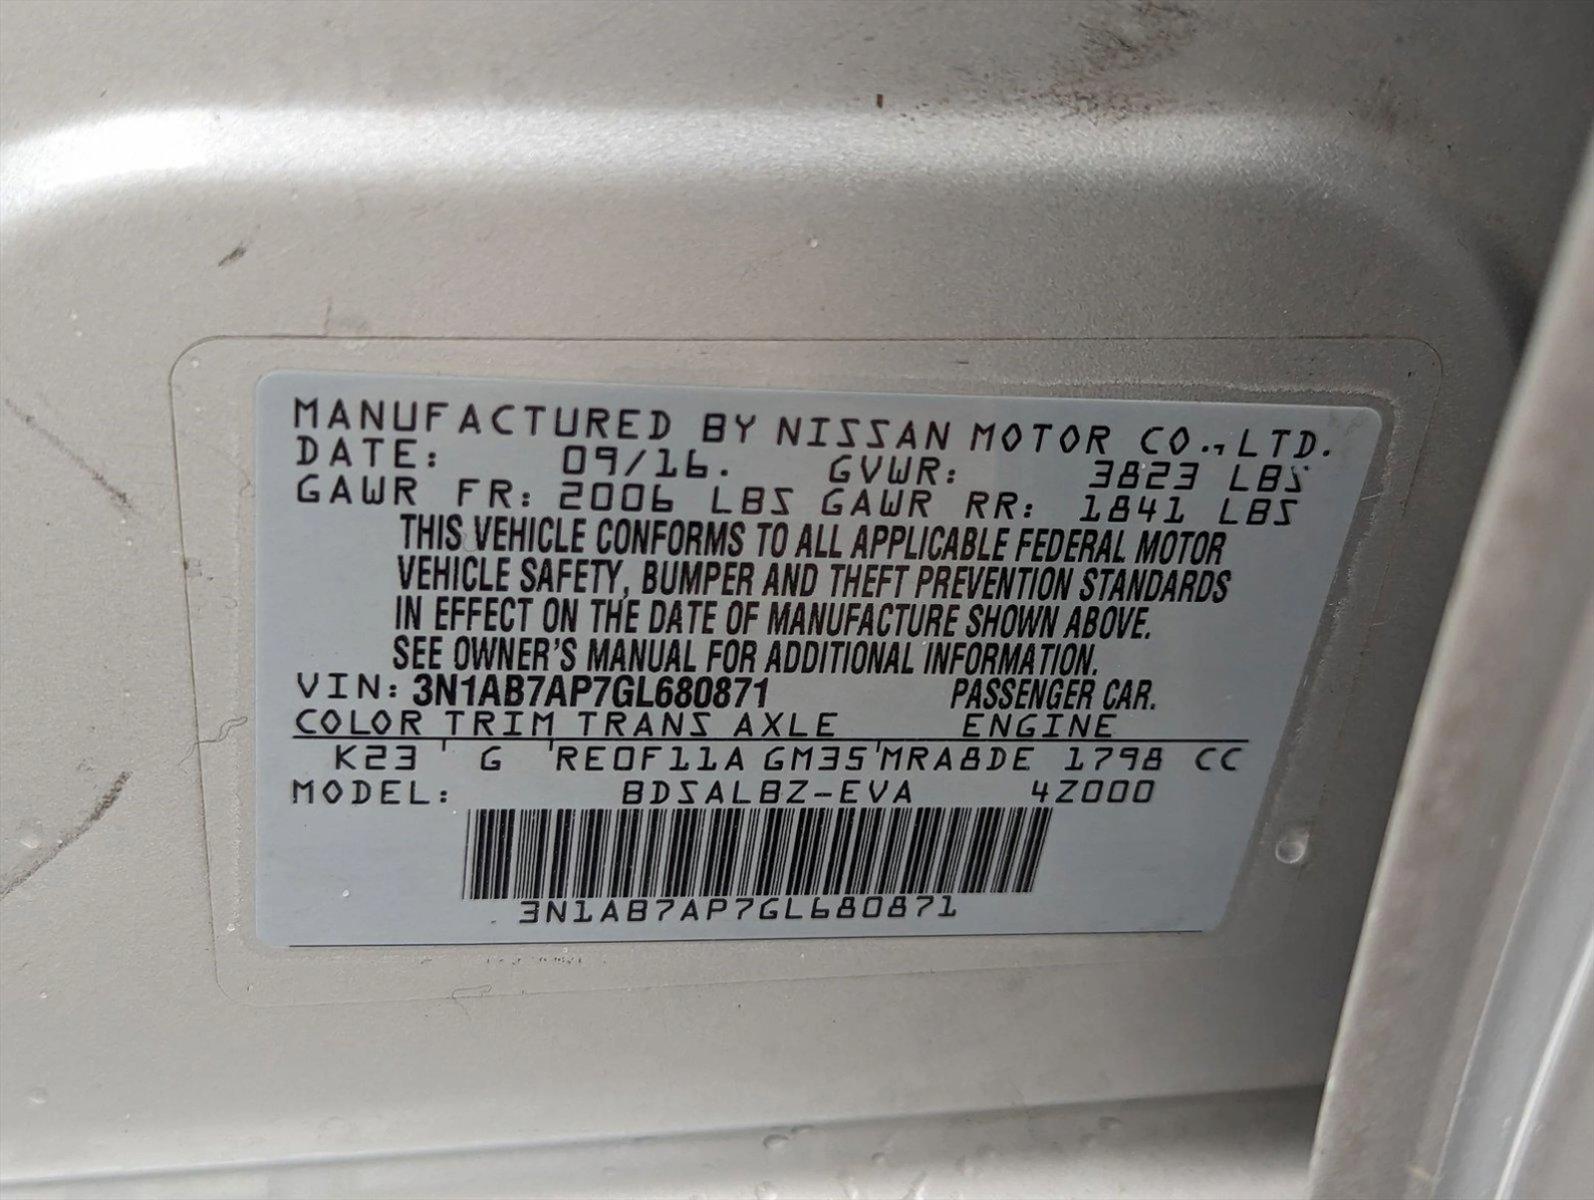 MANUFACTURED BY NISSAN MOTOR CO., LTD.
DATE: 09/16. GVWR: 3823 LBS
GAWR FR: 2006 LBS GAWR RR: 1841 LBS
THIS VEHICLE CONFORMS TO ALL APPLICABLE FEDERAL MOTOR
VEHICLE SAFETY, BUMPER AND THEFT PREVENTION STANDARDS
IN EFFECT ON THE DATE OF MANUFACTURE SHOWN ABOVE.
SEE OWNER'S MANUAL FOR ADDITIONAL INFORMATION.
VIN: 3N1AB7AP7GL680871 PASSENGER CAR.
COLOR TRIM TRANS AXLE ENGINE
K23 ' G 'RE0F11A GM35'MRA8DE 1798 CC
MODEL: BDSALBZ-EVA 4Z000
3N1AB7AP7GL680871